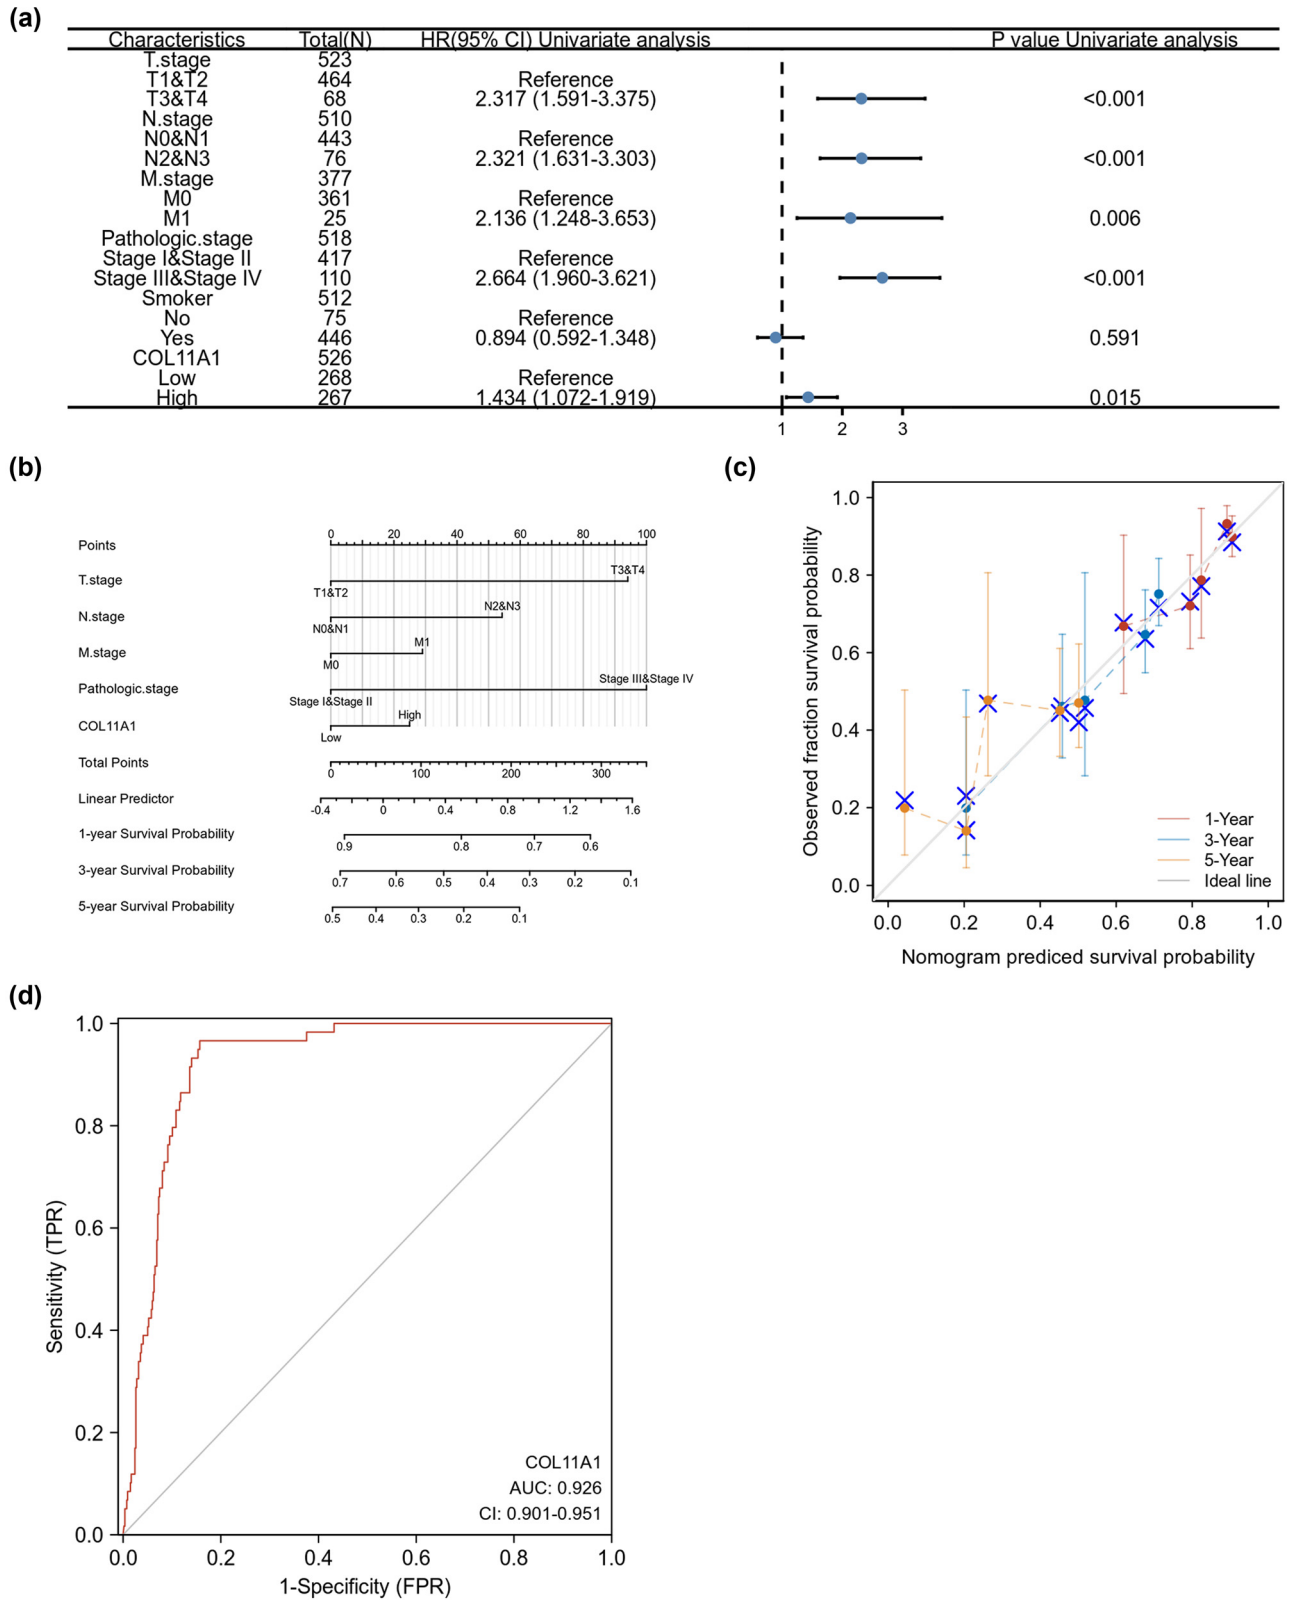 (a)
Characteristics Total(N) HR(95% CI) Univariate analysis P value Univariate analysis
T.stage 523
T1&T2 464 Reference
T3&T4 68 2.317 (1.591-3.375) <0.001
N.stage 510
N0&N1 443 Reference
N2&N3 76 2.321 (1.631-3.303) <0.001
M.stage 377
M0 361 Reference
M1 25 2.136 (1.248-3.653) 0.006
Pathologic.stage 518
Stage I&Stage II 417 Reference
Stage III&Stage IV 110 2.664 (1.960-3.621) <0.001
Smoker 512
No 75 Reference
Yes 446 0.894 (0.592-1.348) 0.591
COL11A1 526
Low 268 Reference
High 267 1.434 (1.072-1.919) 0.015
1 2 3
(b)
0 20 40 60 80 100
Points
T3&T4
T.stage
T1&T2
N2&N3
N.stage
N0&N1
M1
M.stage
M0
Stage III&Stage IV
Pathologic.stage
Stage I&Stage II
High
COL11A1
Low
Total Points
0 100 200 300
Linear Predictor
-0.4 0 0.4 0.8 1.2 1.6
1-year Survival Probability
0.9 0.8 0.7 0.6
3-year Survival Probability
0.7 0.6 0.5 0.4 0.3 0.2 0.1
5-year Survival Probability
0.5 0.4 0.3 0.2 0.1
(c)
Observed fraction survival probability
1.0
0.8
0.6
0.4
0.2
0.0
1-Year
3-Year
5-Year
Ideal line
0.0 0.2 0.4 0.6 0.8 1.0
Nomogram prediced survival probability
(d)
Sensitivity (TPR)
1.0
0.8
0.6
0.4
0.2
0.0
COL11A1
AUC: 0.926
CI: 0.901-0.951
0.0 0.2 0.4 0.6 0.8 1.0
1-Specificity (FPR)